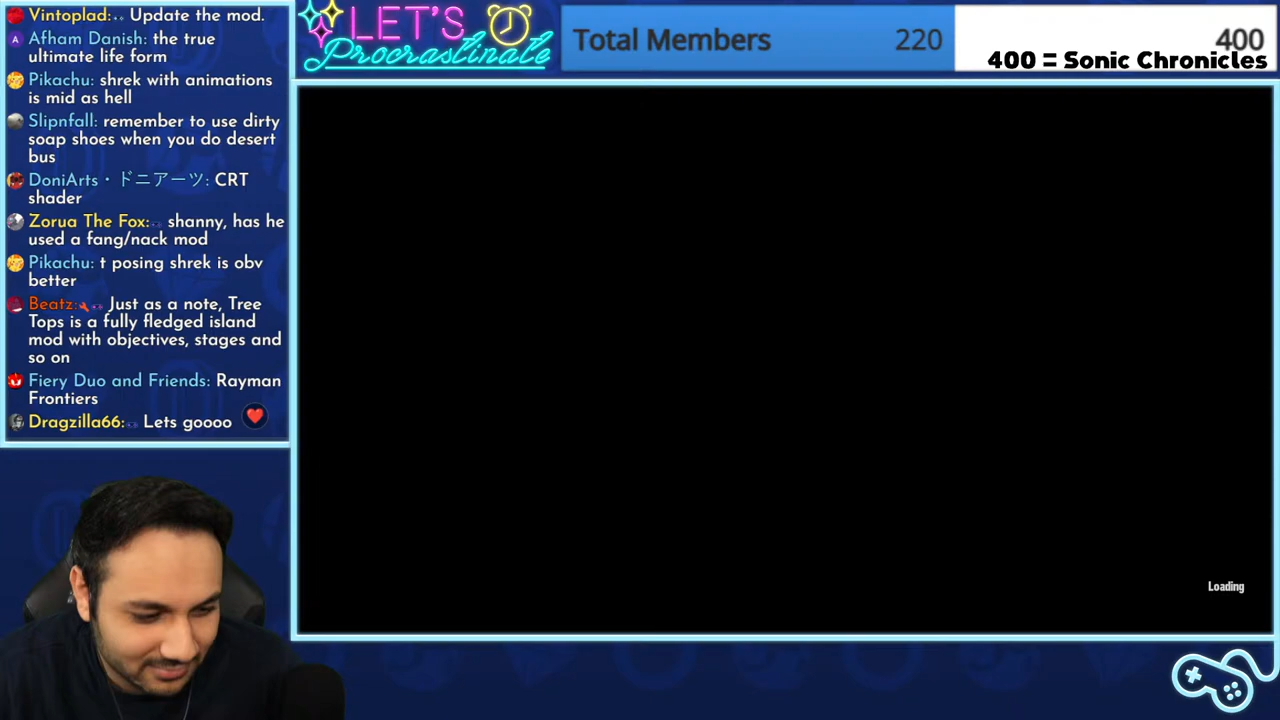 Vintoplad: Update the mod.
A Afham Danish: the true
ultimate life form
Pikachu: shrek with animations
is mid as hell
Slipnfall: remember to use dirty
soap shoes when you do desert
bus
DoniArts・ドニアーツ: CRT
shader
Zorua The Fox: shanny, has he
used a fang/nack mod
Pikachu: t posing shrek is obv
better
Beatz: Just as a note, Tree
Tops is a fully fledged island
mod with objectives, stages and
so on
Fiery Duo and Friends: Rayman
Frontiers
Dragzilla66: Lets goooo
LET'S
Procrastinate
Total Members 220 400
400 = Sonic Chronicles
Loading